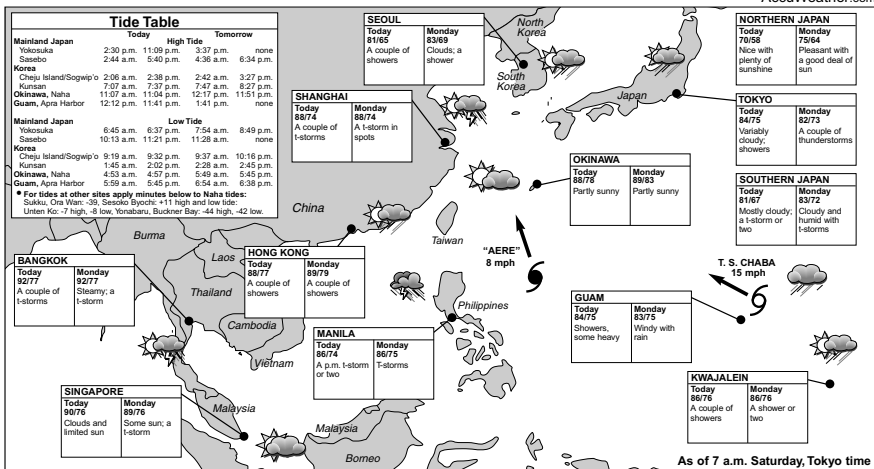 AccuWeather.com
Tide Table
Today Tomorrow
Mainland Japan High Tide
Yokosuka 2:30 p.m. 11:09 p.m. 3:37 p.m. none
Sasebo 2:44 a.m. 5:40 p.m. 4:36 a.m. 6:34 p.m.
Korea
Cheju Island/Sogwip'o 2:06 a.m. 2:38 p.m. 2:42 a.m. 3:27 p.m.
Kunsan 7:07 a.m. 7:37 p.m. 7:47 a.m. 8:27 p.m.
Okinawa, Naha 11:07 a.m. 11:04 p.m. 12:17 p.m. 11:51 p.m.
Guam, Apra Harbor 12:12 p.m. 11:41 p.m. 1:41 p.m. none
Mainland Japan Low Tide
Yokosuka 6:45 a.m. 6:37 p.m. 7:54 a.m. 8:49 p.m.
Sasebo 10:13 a.m. 11:21 p.m. 11:28 a.m. none
Korea
Cheju Island/Sogwip'o 9:19 a.m. 9:32 p.m. 9:37 a.m. 10:16 p.m.
Kunsan 1:45 a.m. 2:02 p.m. 2:28 a.m. 2:45 p.m.
Okinawa, Naha 4:53 a.m. 4:57 p.m. 5:49 a.m. 5:45 p.m.
Guam, Apra Harbor 5:59 a.m. 5:45 p.m. 6:54 a.m. 6:38 p.m.
• For tides at other sites apply minutes below to Naha tides:
Sukku, Ora Wan: -39, Sesoko Byochi: +11 high and low tide:
Unten Ko: -7 high, -8 low, Yonabaru, Buckner Bay: -44 high, -42 low.
SEOUL
Today Monday
81/65 83/69
A couple of Clouds; a
showers shower
North
Korea
South
Korea
Japan
NORTHERN JAPAN
Today Monday
70/58 75/64
Nice with Pleasant with
plenty of a good deal of
sunshine sun
SHANGHAI
Today Monday
88/74 88/74
A couple of A t-storm in
t-storms spots
TOKYO
Today Monday
84/75 82/73
Variably A couple of
cloudy; thunderstorms
showers
OKINAWA
Today Monday
88/78 89/83
Partly sunny Partly sunny
SOUTHERN JAPAN
Today Monday
81/67 83/72
Mostly cloudy; Cloudy and
a t-storm or humid with
two t-storms
China
Burma
Laos
Thailand
Cambodia
Vietnam
Taiwan
Philippines
BANGKOK
Today Monday
92/77 92/77
A couple of Steamy; a
t-storms t-storm
HONG KONG
Today Monday
88/77 89/79
A couple of A couple of
showers showers
"AERE"
8 mph
T. S. CHABA
15 mph
MANILA
Today Monday
86/74 86/75
A p.m. t-storm T-storms
or two
GUAM
Today Monday
84/75 83/75
Showers, Windy with
some heavy rain
KWAJALEIN
Today Monday
86/76 86/76
A couple of A shower or
showers two
SINGAPORE
Today Monday
90/76 89/76
Clouds and Some sun; a
limited sun t-storm
Malaysia
Malaysia
Borneo
As of 7 a.m. Saturday, Tokyo time